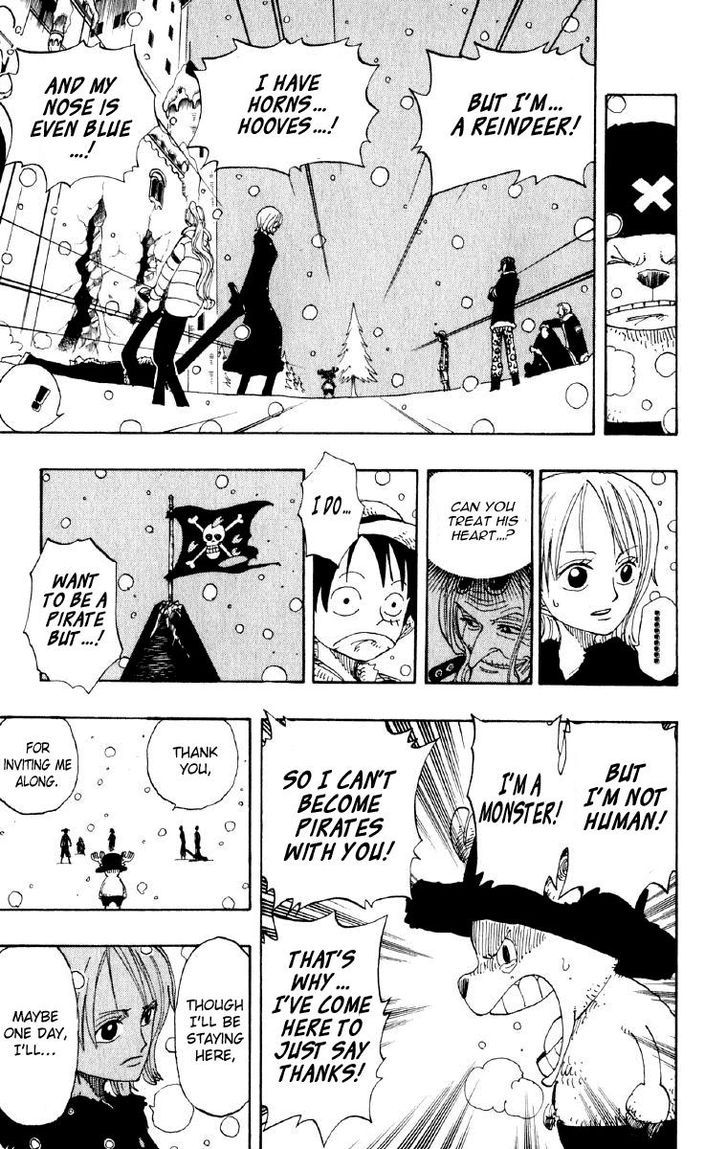 BUT I'M...
A REINDEER!
I HAVE
HORNS...
HOOVES...!
AND MY
NOSE IS
EVEN BLUE
...!
!!
..........
CAN YOU
TREAT HIS
HEART...?
I DO...
WANT
TO BE A
PIRATE
BUT...!
BUT
I'M NOT
HUMAN!
I'M A
MONSTER!
SO I CAN'T
BECOME
PIRATES
WITH YOU!
THAT'S
WHY...
I'VE COME
HERE TO
JUST SAY
THANKS!
THANK
YOU,
FOR
INVITING ME
ALONG.
THOUGH
I'LL BE
STAYING
HERE,
MAYBE
ONE DAY,
I'LL...